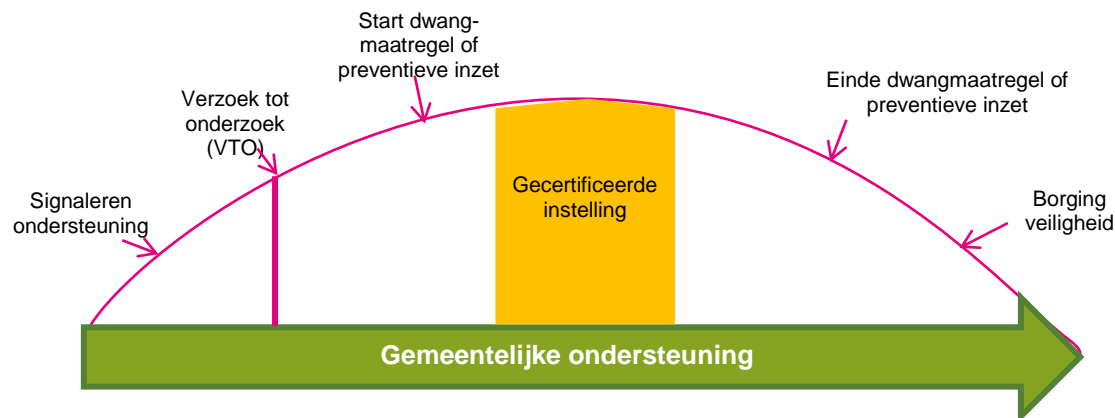 Start dwang-
maatregel of
preventieve inzet
Verzoek tot
onderzoek
(VTO)
Signaleren
ondersteuning
Gecertificeerde
instelling
Einde dwangmaatregel of
preventieve inzet
Borging
veiligheid
Gemeentelijke ondersteuning